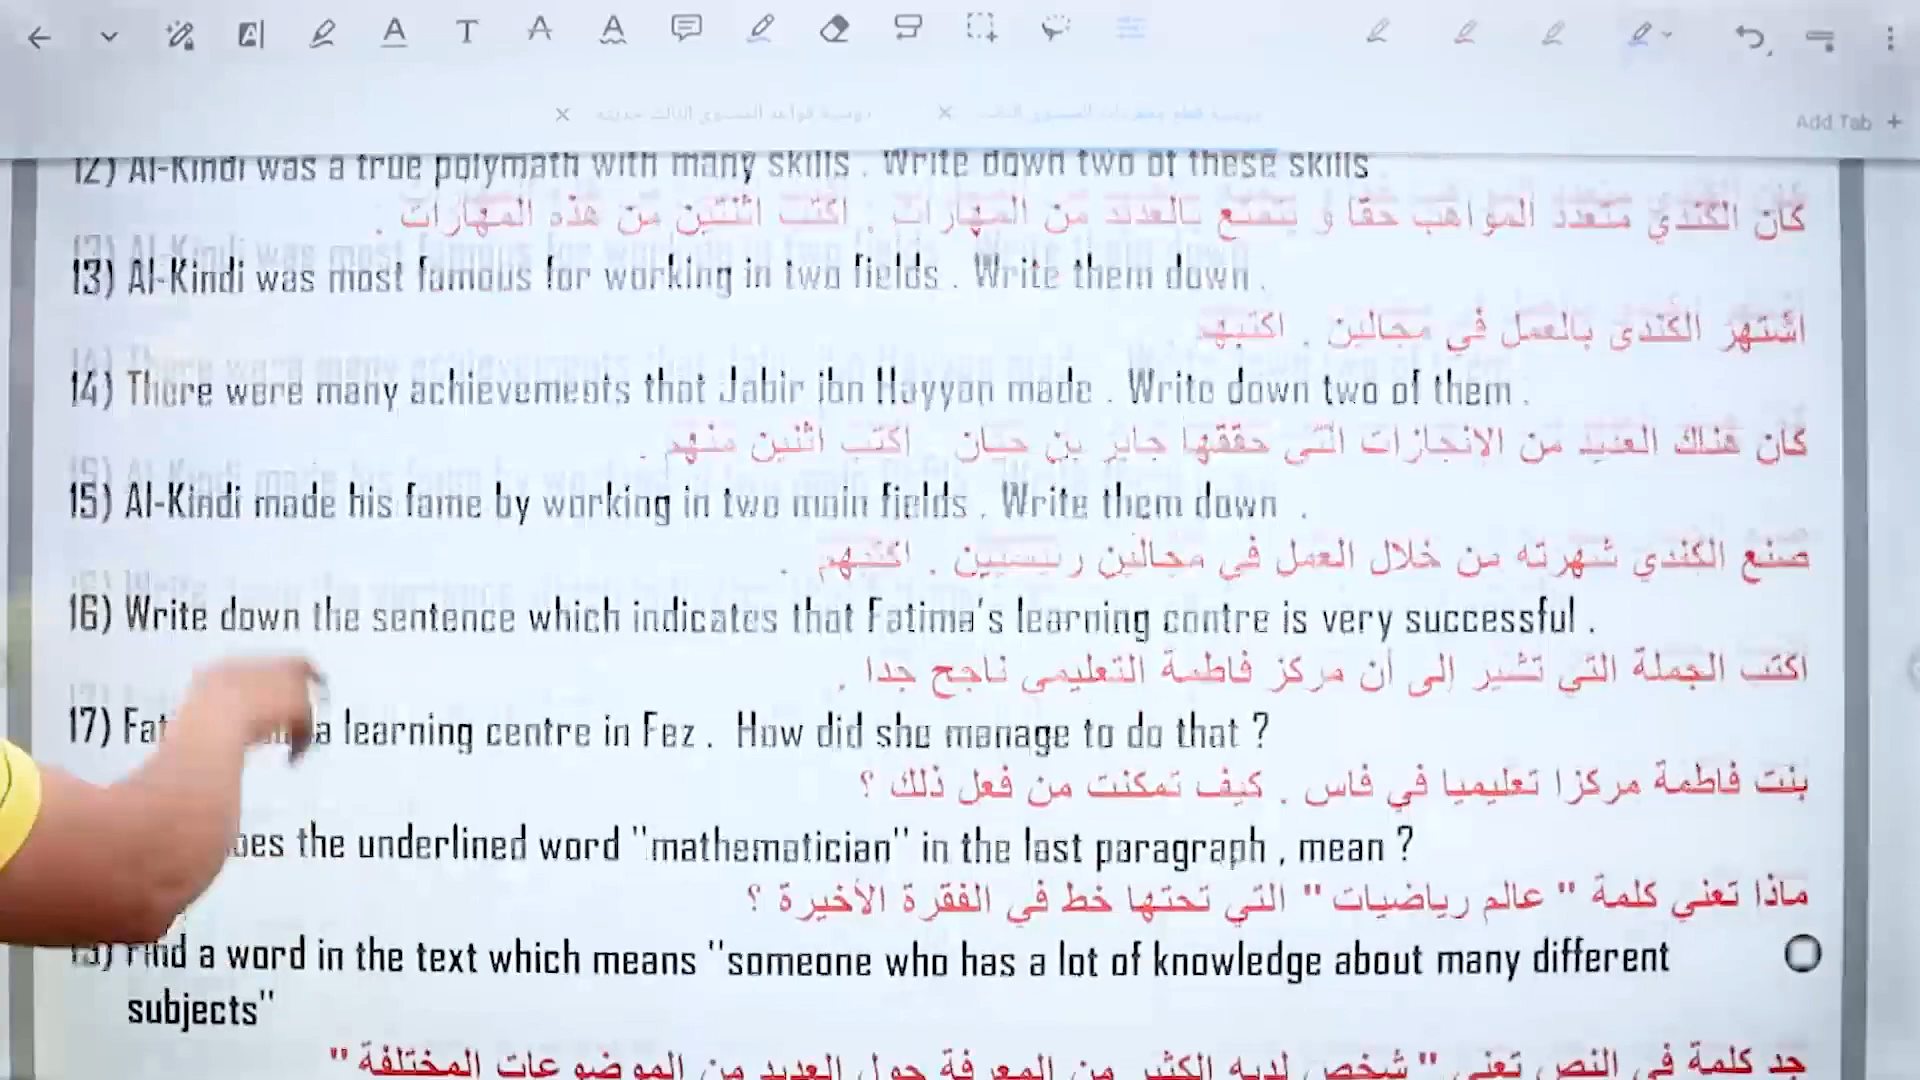 Add Tab +
12) Al-Kindi was a true polymath with many skills . Write down two of these skills
كان الكندي متعدد المواهب حقا و يتمتع بالعديد من المهارات . اكتب اثنتين من هذه المهارات .
13) Al-Kindi was most famous for working in two fields . Write them down .
اشتهر الكندي بالعمل في مجالين . اكتبهم
14) There were many achievements that Jabir ibn Hayyan made . Write down two of them .
كان هناك العديد من الانجازات التي حققها جابر بن حيان اكتب اثنين منهم .
15) Al-Kindi made his fame by working in two main fields . Write them down .
صنع الكندي شهرته من خلال العمل في مجالين رئيسيين . اكتبهم .
16) Write down the sentence which indicates that Fatima's learning centre is very successful .
اكتب الجملة التي تشير إلى أن مركز فاطمة التعليمي ناجح جدا .
17) a learning centre in Fez . How did she manage to do that ?
بنت فاطمة مركزا تعليميا في فاس . كيف تمكنت من فعل ذلك ؟
the underlined word "mathematician" in the last paragraph , mean ?
ماذا تعني كلمة " عالم رياضيات " التي تحتها خط في الفقرة الأخيرة ؟
Find a word in the text which means "someone who has a lot of knowledge about many different
subjects"
جد كلمة في النص تعني " شخص لديه الكثير من المعرفة حول العديد من الموضوعات المختلفة "